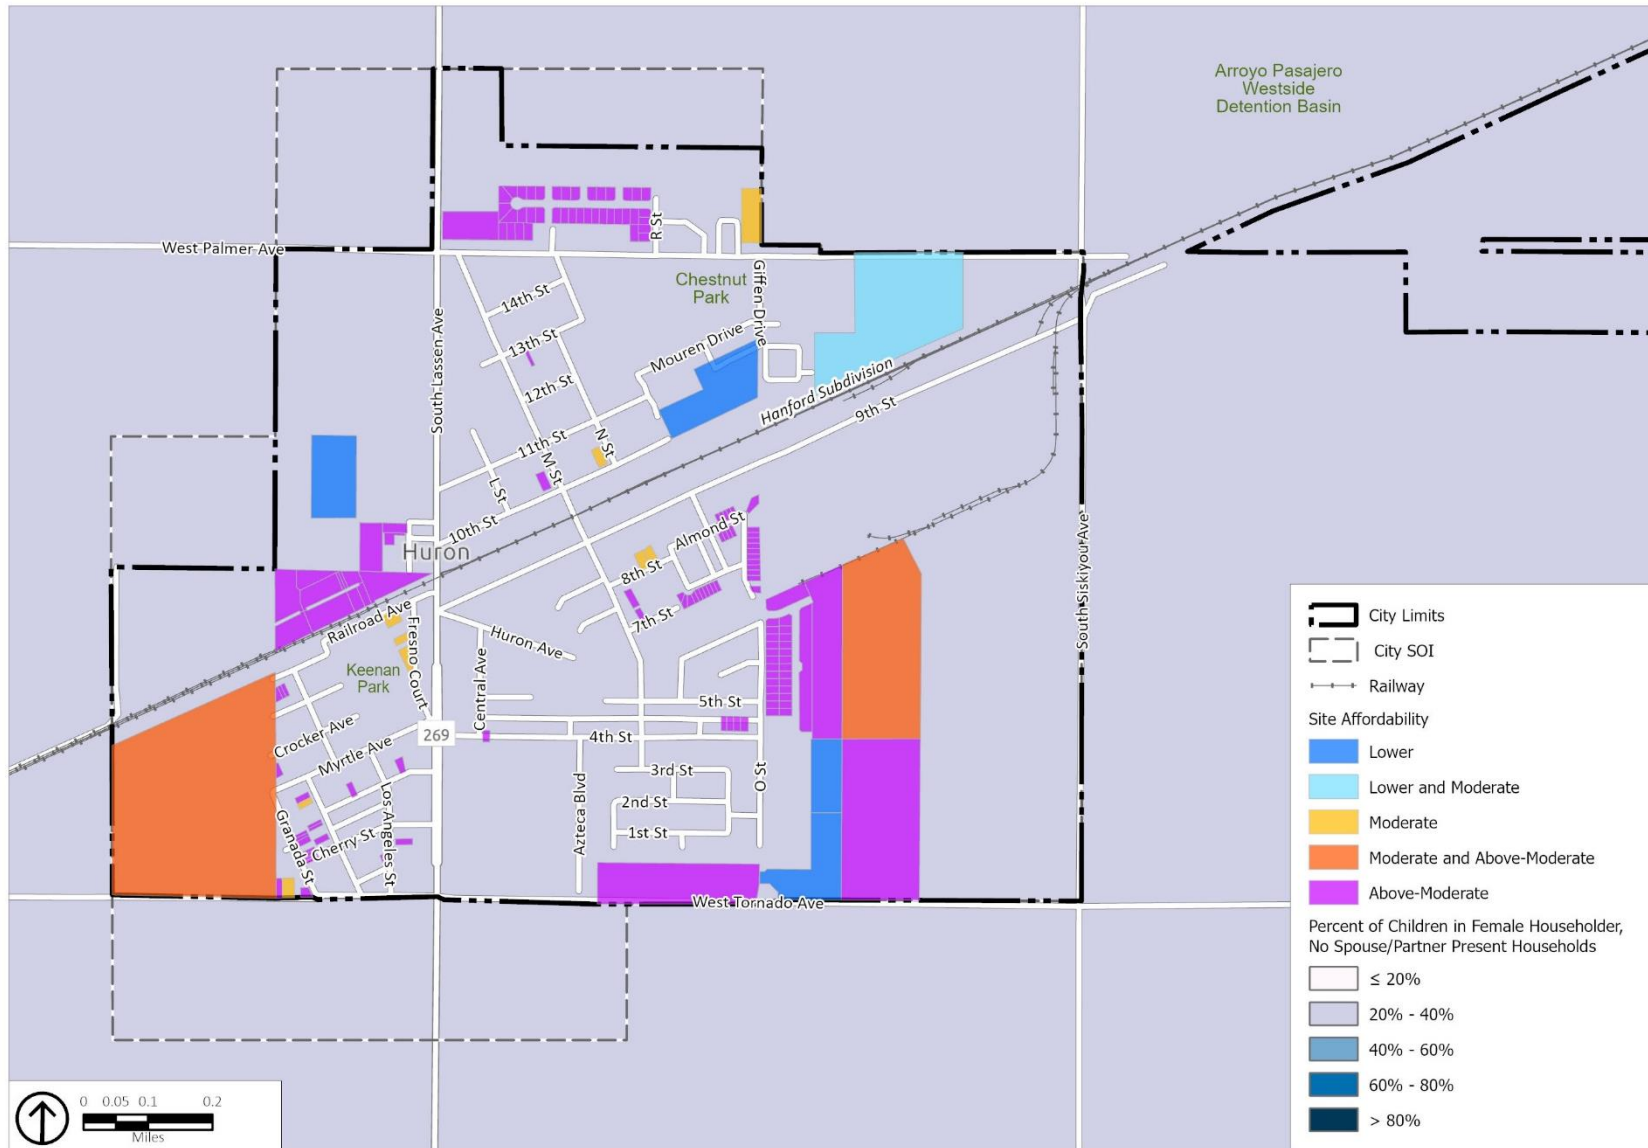 Arroyo Pasajero
Westside
Detention Basin
West Palmer Ave
R St
Chestnut
Park
Giffen Drive
14th St
13th St
12th St
Mouren Drive
South Lassen Ave
Hanford Subdivision
9th St
11th St
N St
M St
L St
10th St
Huron
Almond St
8th St
7th St
Railroad Ave
Fresno Court
Huron Ave
Central Ave
Keenan
Park
South Siskiyou Ave
5th St
4th St
269
Crocker Ave
Myrtle Ave
3rd St
2nd St
1st St
O St
Azteca Blvd
Los Angeles St
Granada St
Cherry St
West Tornado Ave
City Limits
City SOI
Railway
Site Affordability
Lower
Lower and Moderate
Moderate
Moderate and Above-Moderate
Above-Moderate
Percent of Children in Female Householder,
No Spouse/Partner Present Households
≤ 20%
20% - 40%
40% - 60%
60% - 80%
> 80%
0 0.05 0.1 0.2
Miles